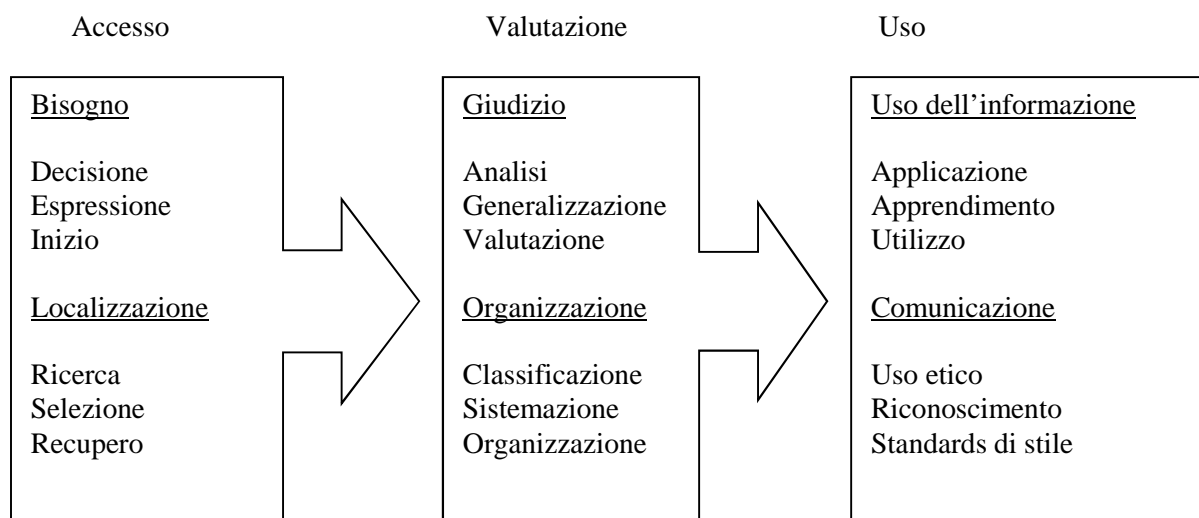 Accesso
Valutazione
Uso
Bisogno
Decisione
Espressione
Inizio
Localizzazione
Ricerca
Selezione
Recupero
Giudizio
Analisi
Generalizzazione
Valutazione
Organizzazione
Classificazione
Sistemazione
Organizzazione
Uso dell’informazione
Applicazione
Apprendimento
Utilizzo
Comunicazione
Uso etico
Riconoscimento
Standards di stile